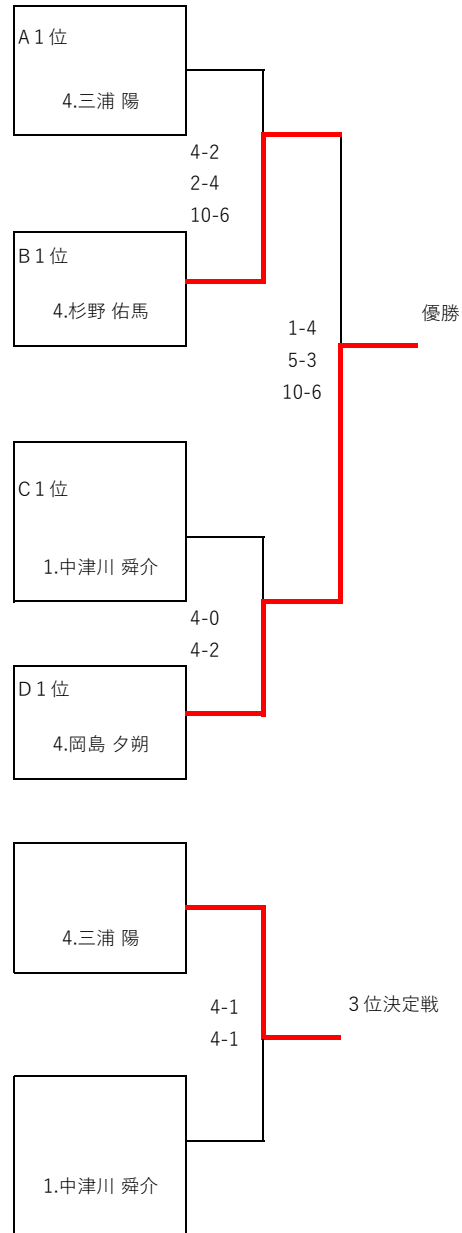 A１位
4.三浦 陽
4-2
2-4
10-6
B１位
4.杉野 佑馬
優勝
1-4
5-3
10-6
C１位
1.中津川 舜介
4-0
4-2
D１位
4.岡島 夕朔
4.三浦 陽
4-1
4-1
３位決定戦
1.中津川 舜介